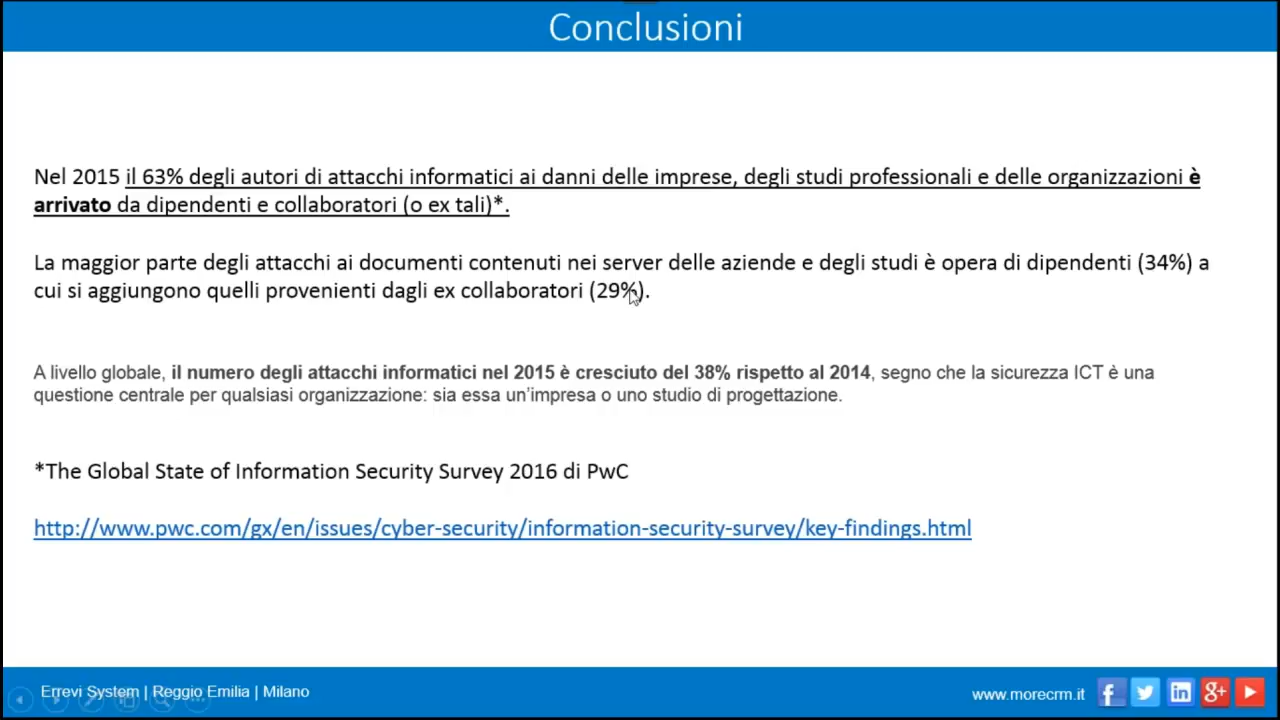 Conclusioni
Nel 2015 il 63% degli autori di attacchi informatici ai danni delle imprese, degli studi professionali e delle organizzazioni è
arrivato da dipendenti e collaboratori (o ex tali)*.
La maggior parte degli attacchi ai documenti contenuti nei server delle aziende e degli studi è opera di dipendenti (34%) a
cui si aggiungono quelli provenienti dagli ex collaboratori (29%).
A livello globale, il numero degli attacchi informatici nel 2015 è cresciuto del 38% rispetto al 2014, segno che la sicurezza ICT è una
questione centrale per qualsiasi organizzazione: sia essa un’impresa o uno studio di progettazione.
*The Global State of Information Security Survey 2016 di PwC
http://www.pwc.com/gx/en/issues/cyber-security/information-security-survey/key-findings.html
Errevi System | Reggio Emilia | Milano
www.morecrm.it